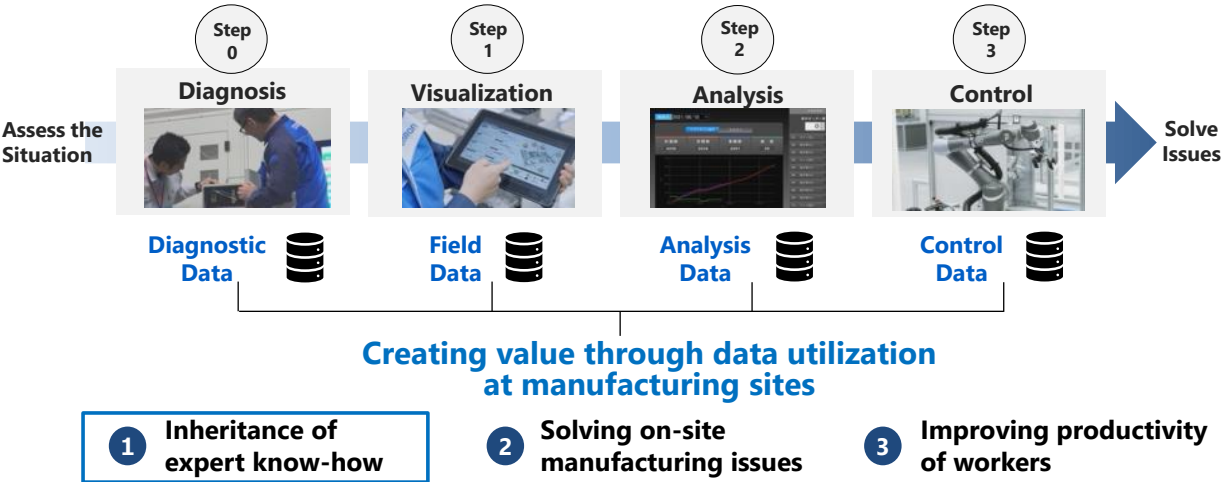 Step
0
Step
1
Step
2
Step
3
Diagnosis
Visualization
Analysis
Control
Assess the
Situation
Solve
Issues
Diagnostic
Data
Field
Data
Analysis
Data
Control
Data
Creating value through data utilization
at manufacturing sites
1
Inheritance of
expert know-how
2
Solving on-site
manufacturing issues
3
Improving productivity
of workers